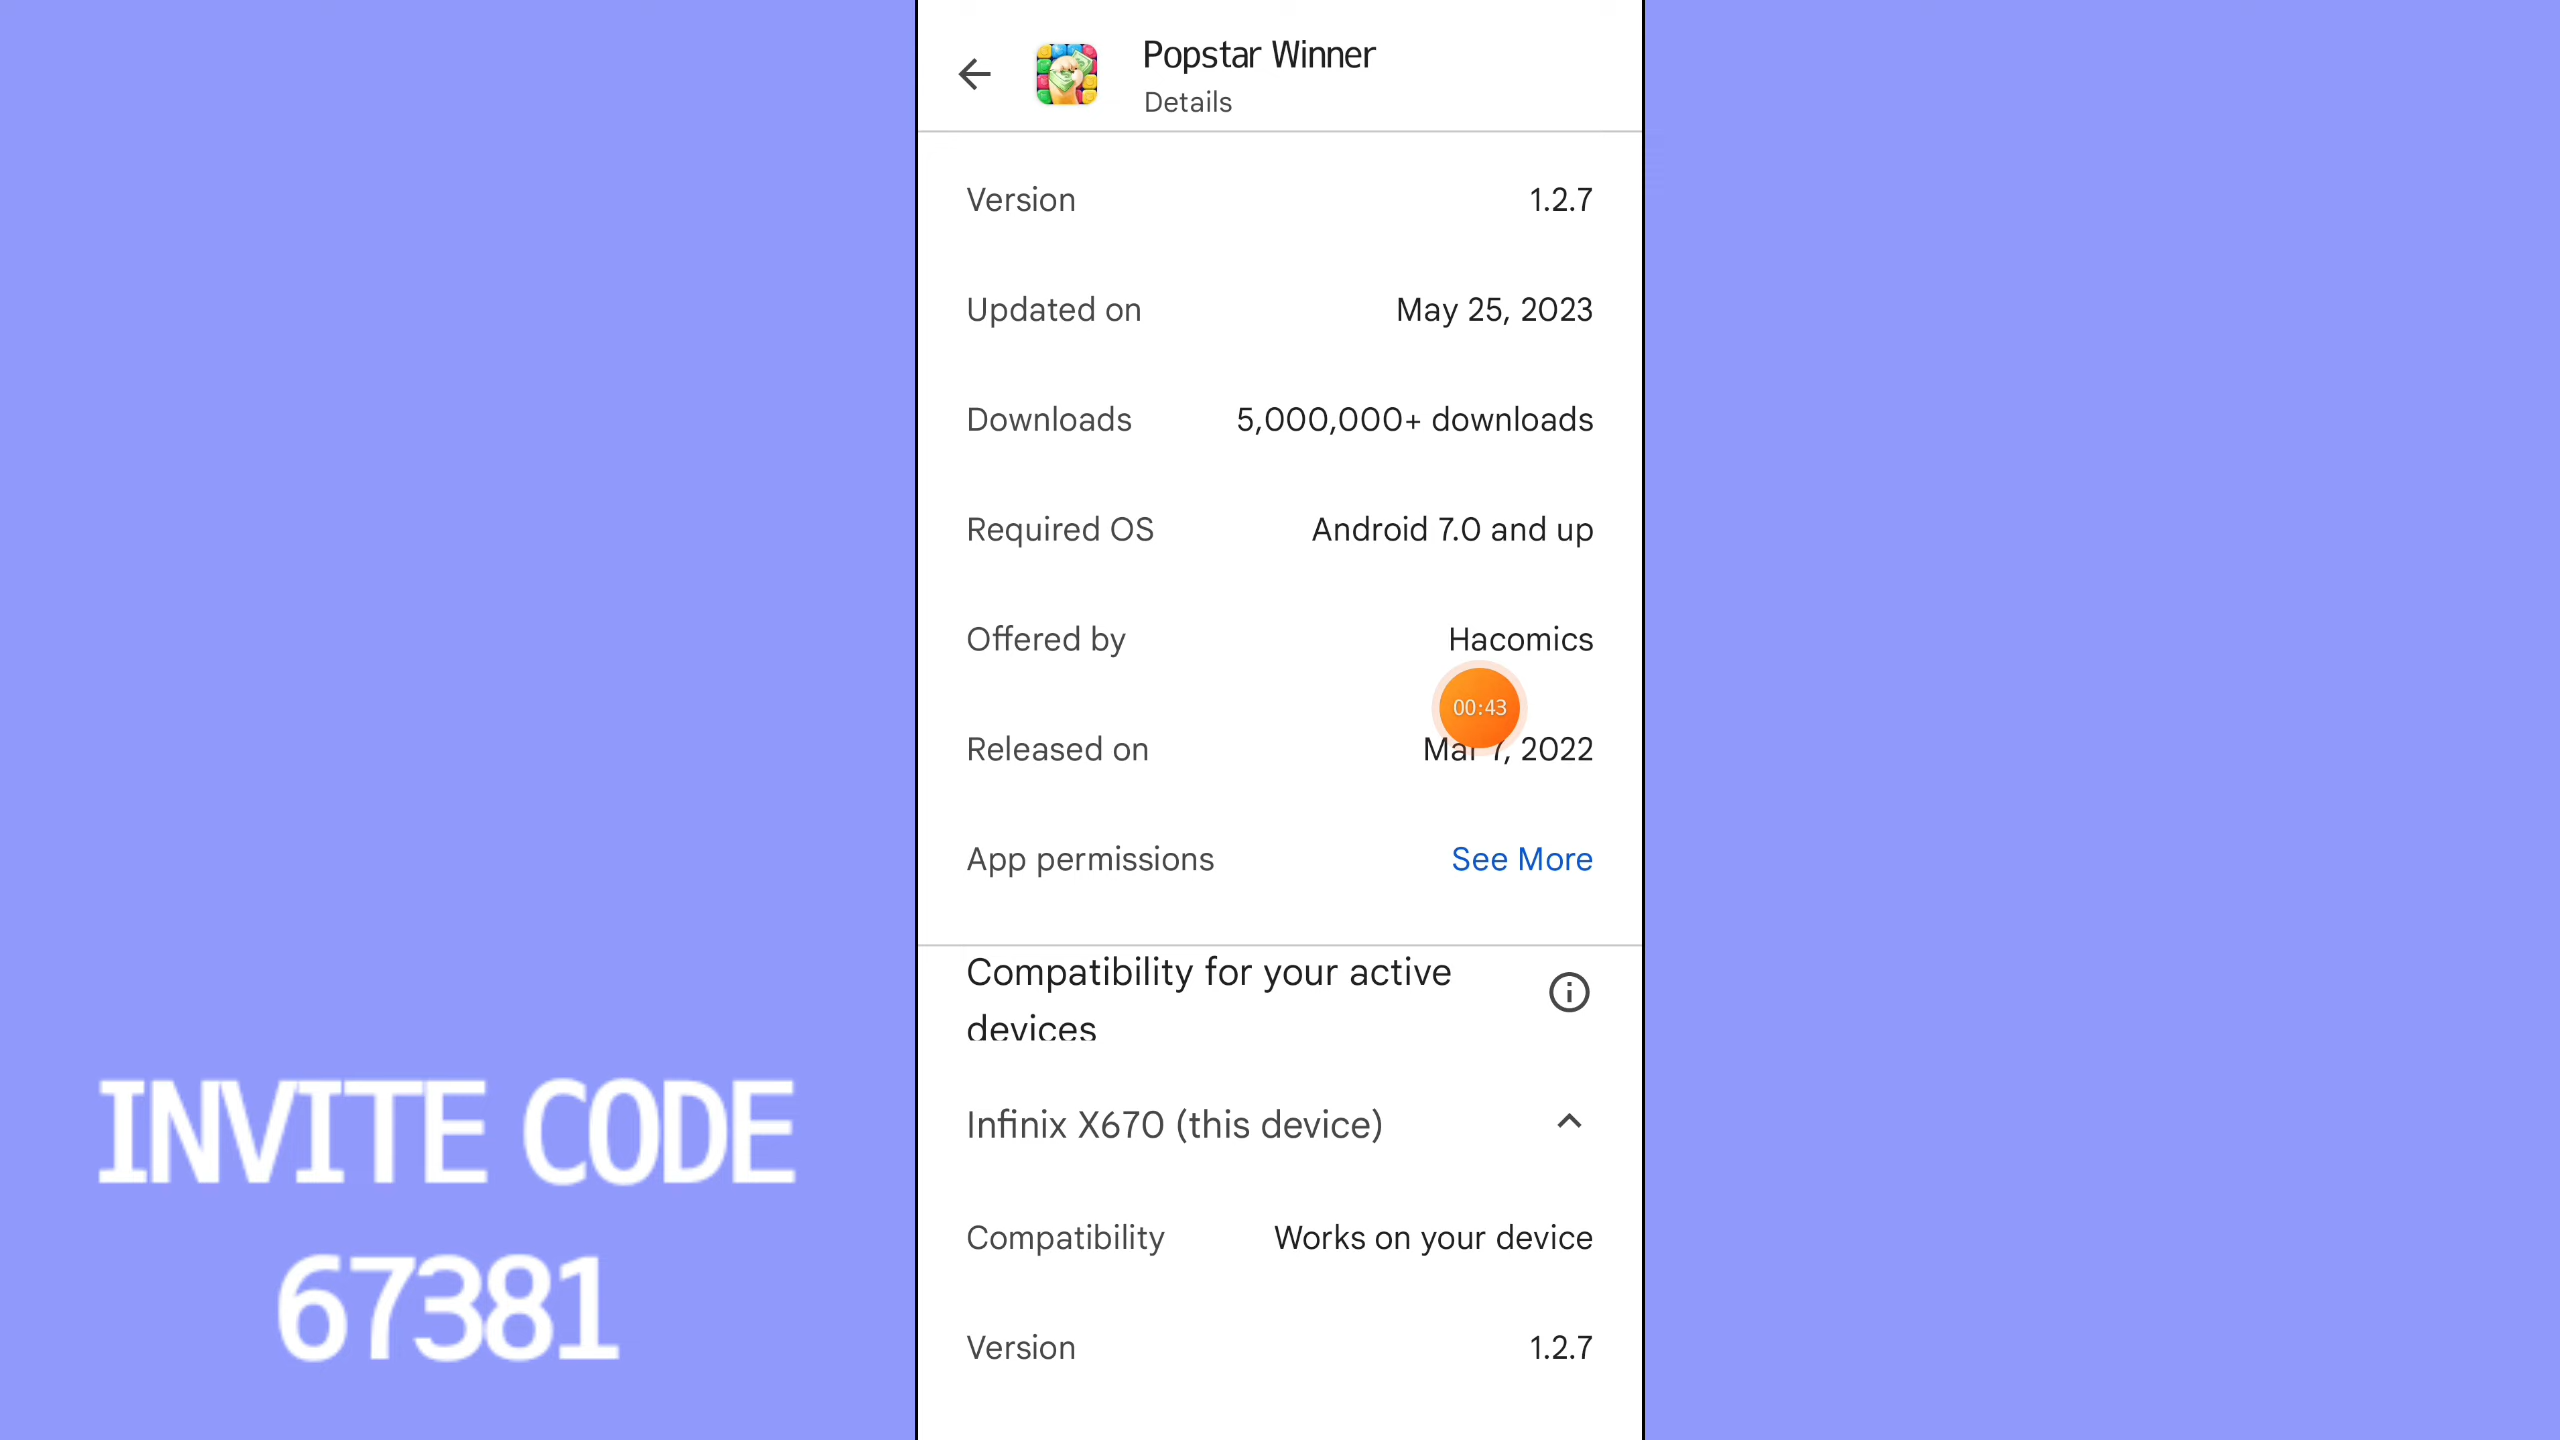 Popstar Winner
Details
Version 1.2.7
Updated on May 25, 2023
Downloads 5,000,000+ downloads
Required OS Android 7.0 and up
Offered by Hacomics
00:43
Released on Mar 7, 2022
App permissions See More
Compatibility for your active
devices
Infinix X670 (this device)
Compatibility Works on your device
Version 1.2.7
INVITE CODE
67381